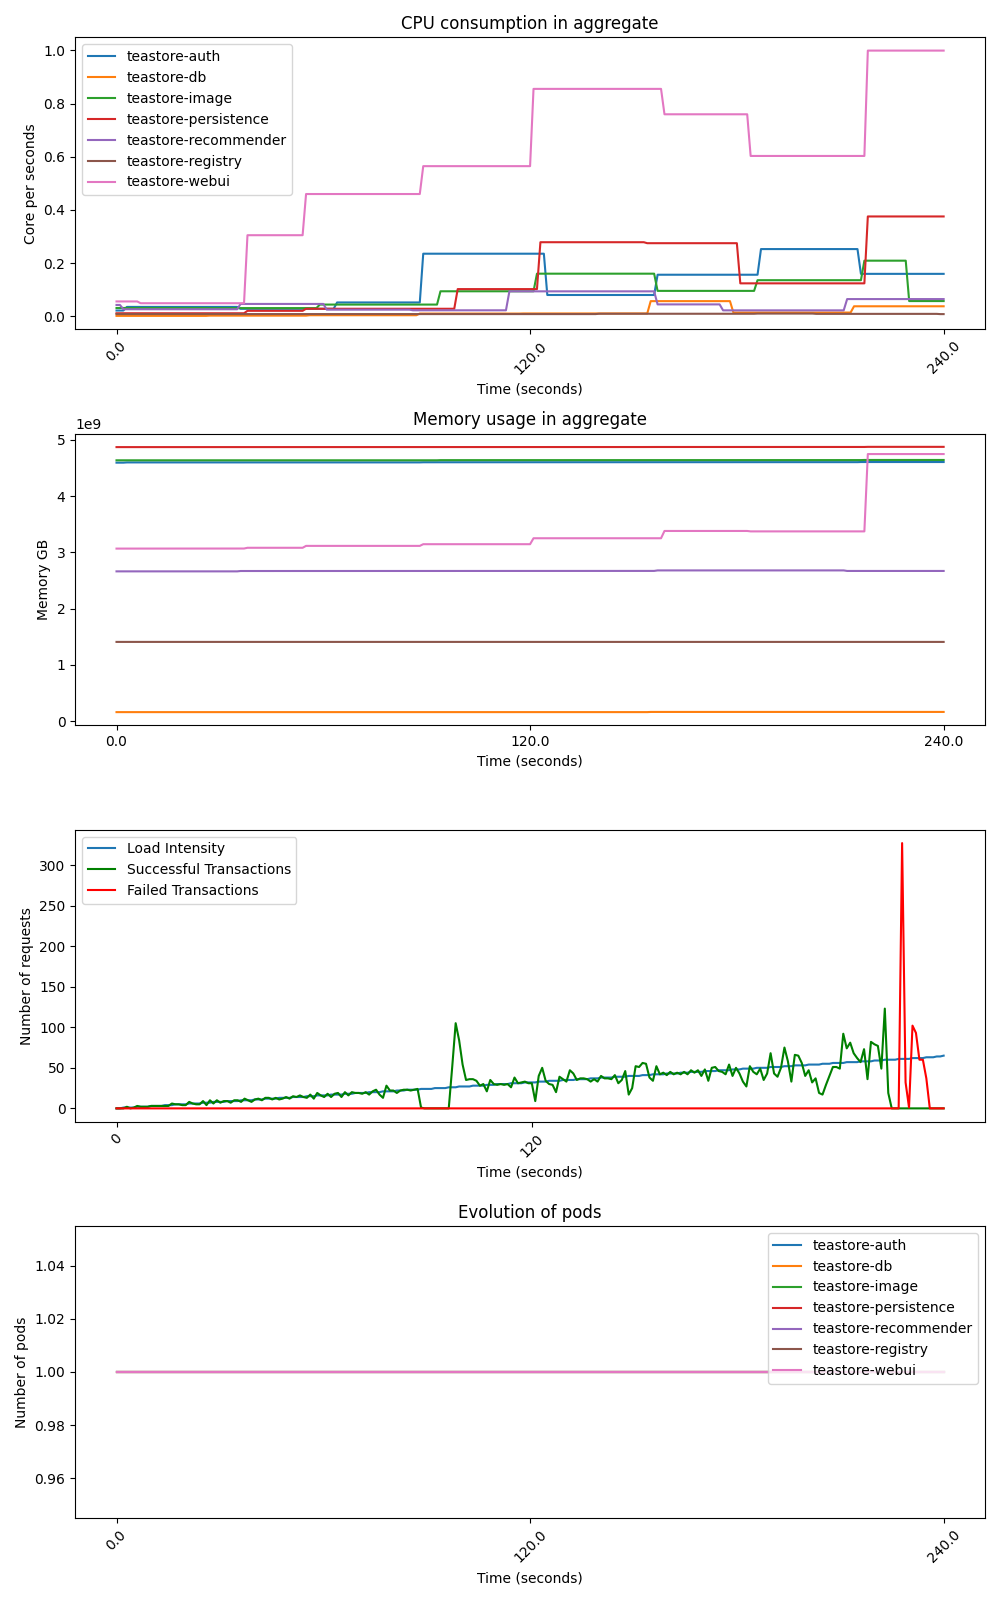 CPU consumption in aggregate
Core per seconds
1.0
0.8
0.6
0.4
0.2
0.0
teastore-auth
teastore-db
teastore-image
teastore-persistence
teastore-recommender
teastore-registry
teastore-webui
0.0
120.0
240.0
Time (seconds)
Memory usage in aggregate
1e9
Memory GB
5
4
3
2
1
0
0.0
120.0
240.0
Time (seconds)
Number of requests
300
250
200
150
100
50
0
Load Intensity
Successful Transactions
Failed Transactions
0
120
Time (seconds)
Evolution of pods
Number of pods
1.04
1.02
1.00
0.98
0.96
teastore-auth
teastore-db
teastore-image
teastore-persistence
teastore-recommender
teastore-registry
teastore-webui
0.0
120.0
240.0
Time (seconds)